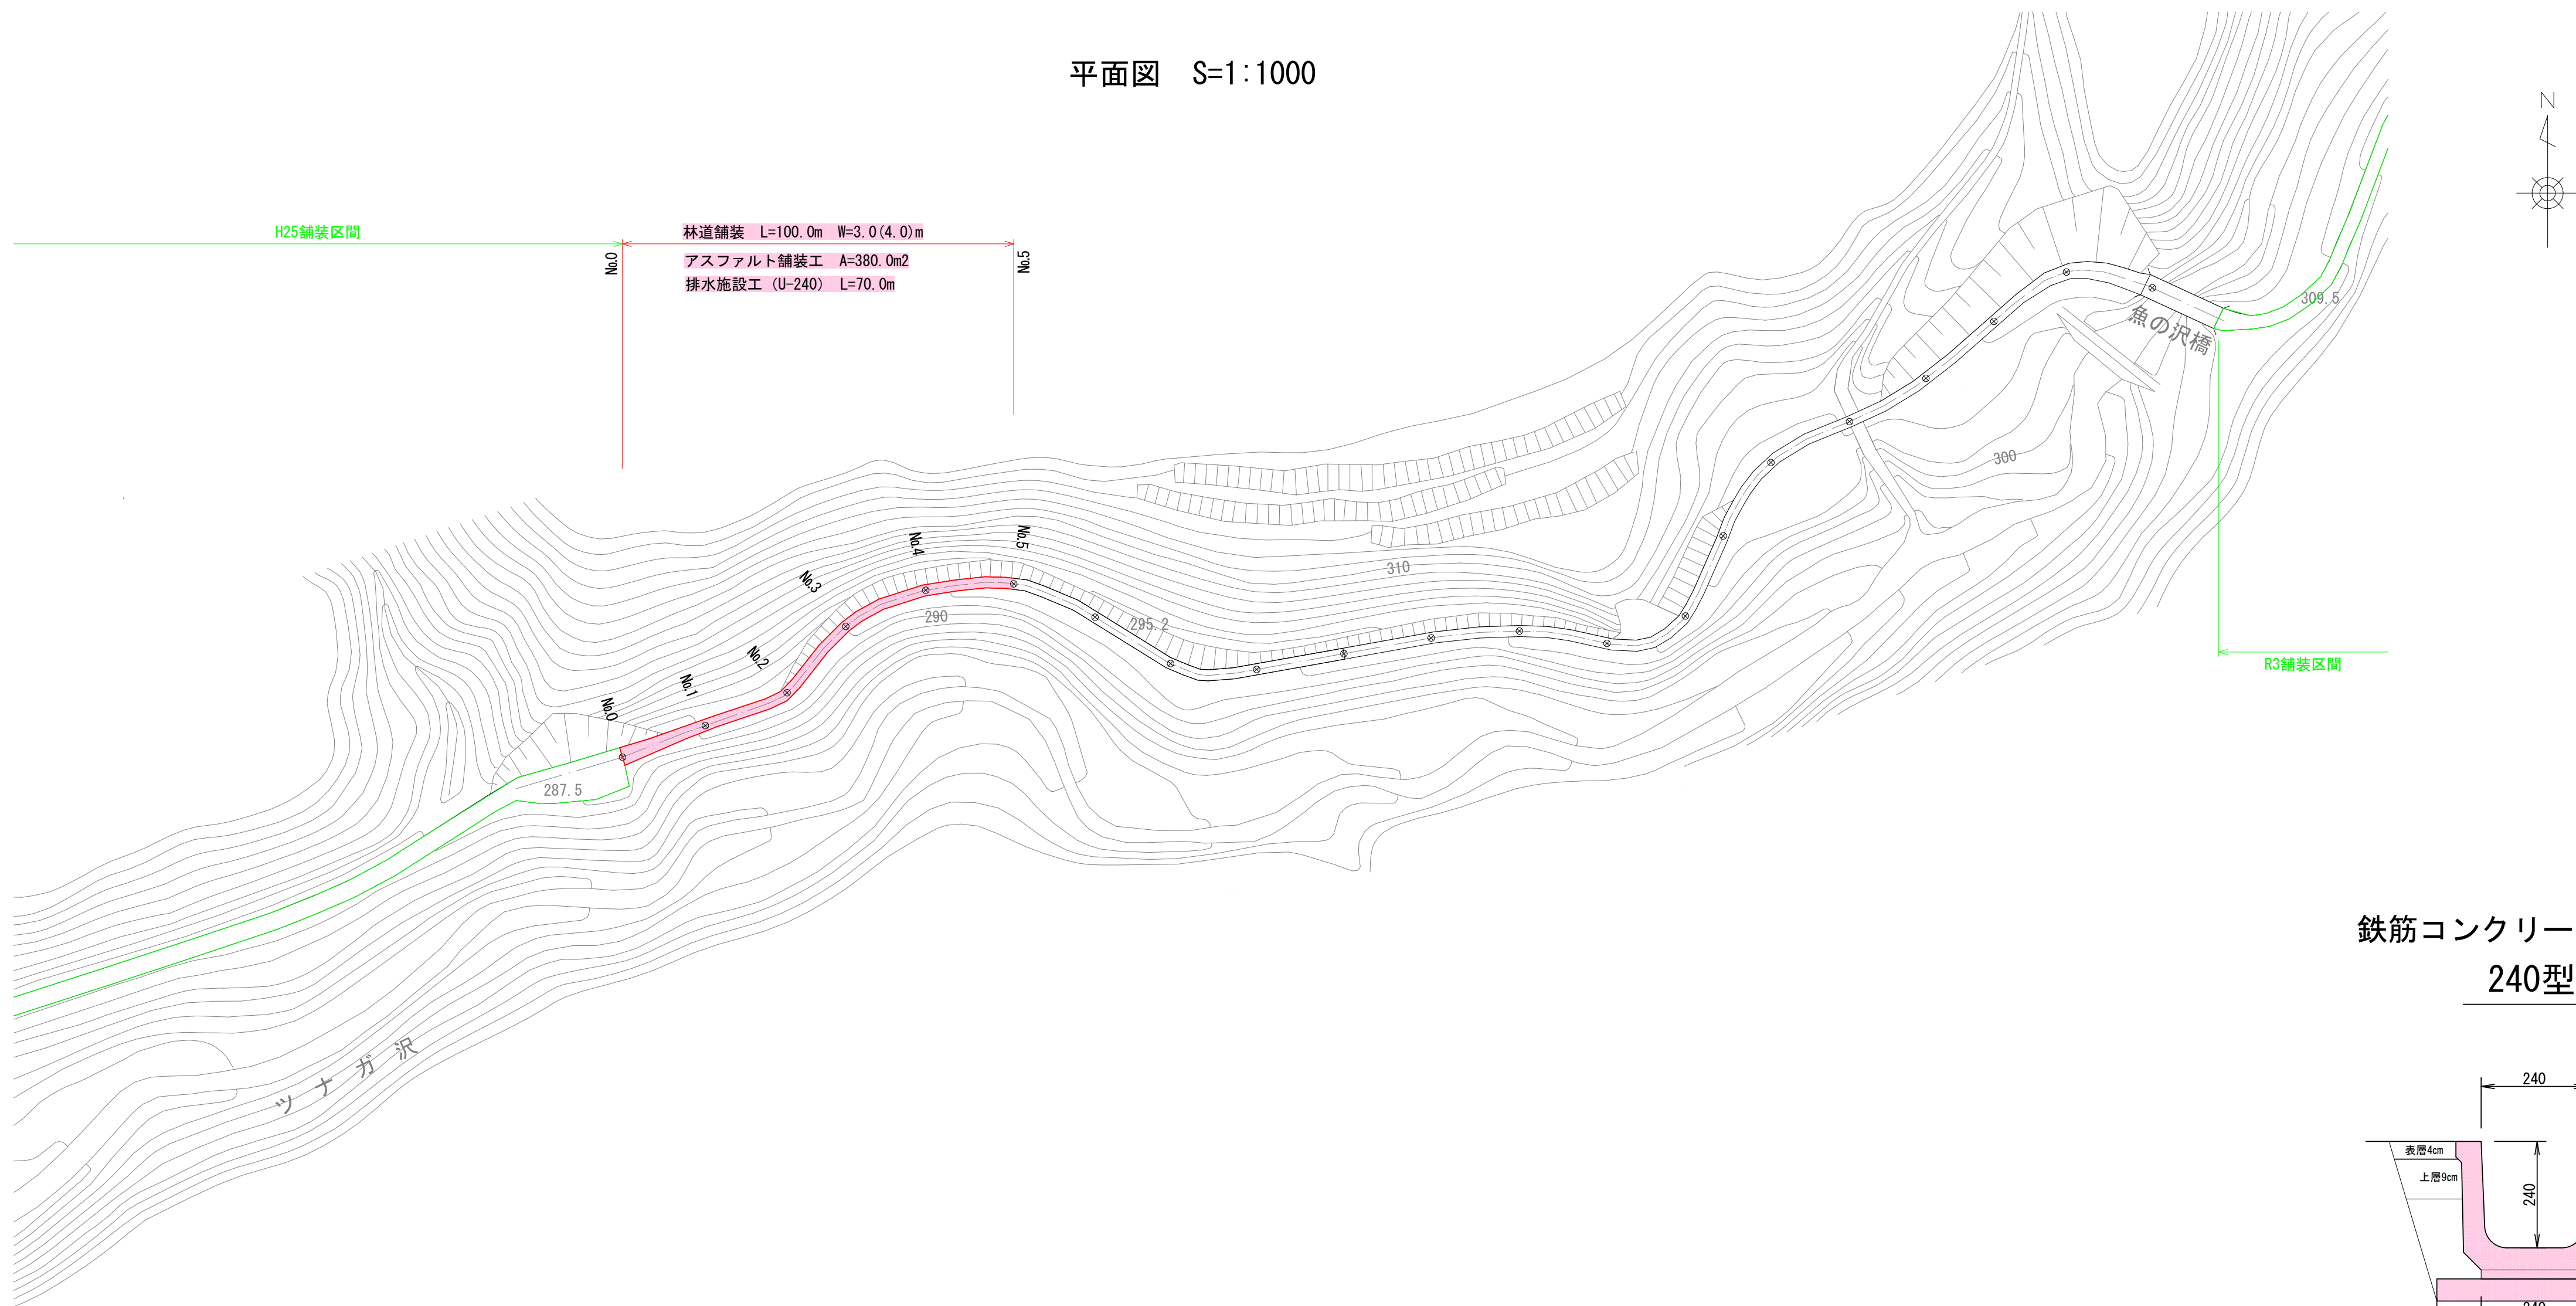 平面図　S=1:1000
N
H25舗装区間
林道舗装　L=100.0m　W=3.0(4.0)m
アスファルト舗装工　A=380.0m2
排水施設工（U-240）　L=70.0m
No.0
No.5
309.5
魚の沢橋
300
No.5
No.4
310
No.3
290
295.2
No.2
R3舗装区間
No.1
No.0
287.5
鉄筋コンクリー
240型
ツナガ沢
240
表層4cm
上層9cm
240
240